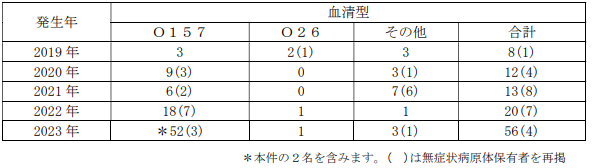 発生年 血清型
Ｏ１５７ Ｏ２６ その他 合計
2019 年 3 2(1) 3 8(1)
2020 年 9(3) 0 3(1) 12(4)
2021 年 6(2) 0 7(6) 13(8)
2022 年 18(7) 1 1 20(7)
2023 年 ＊52(3) 1 3(1) 56(4)
＊本件の２名を含みます。（　）は無症状病原体保有者を再掲